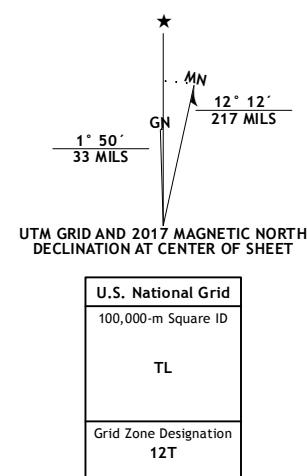 ★
MN
GN
12° 12´
217 MILS
1° 50´
33 MILS
UTM GRID AND 2017 MAGNETIC NORTH
DECLINATION AT CENTER OF SHEET
U.S. National Grid
100,000-m Square ID
TL
Grid Zone Designation
12T